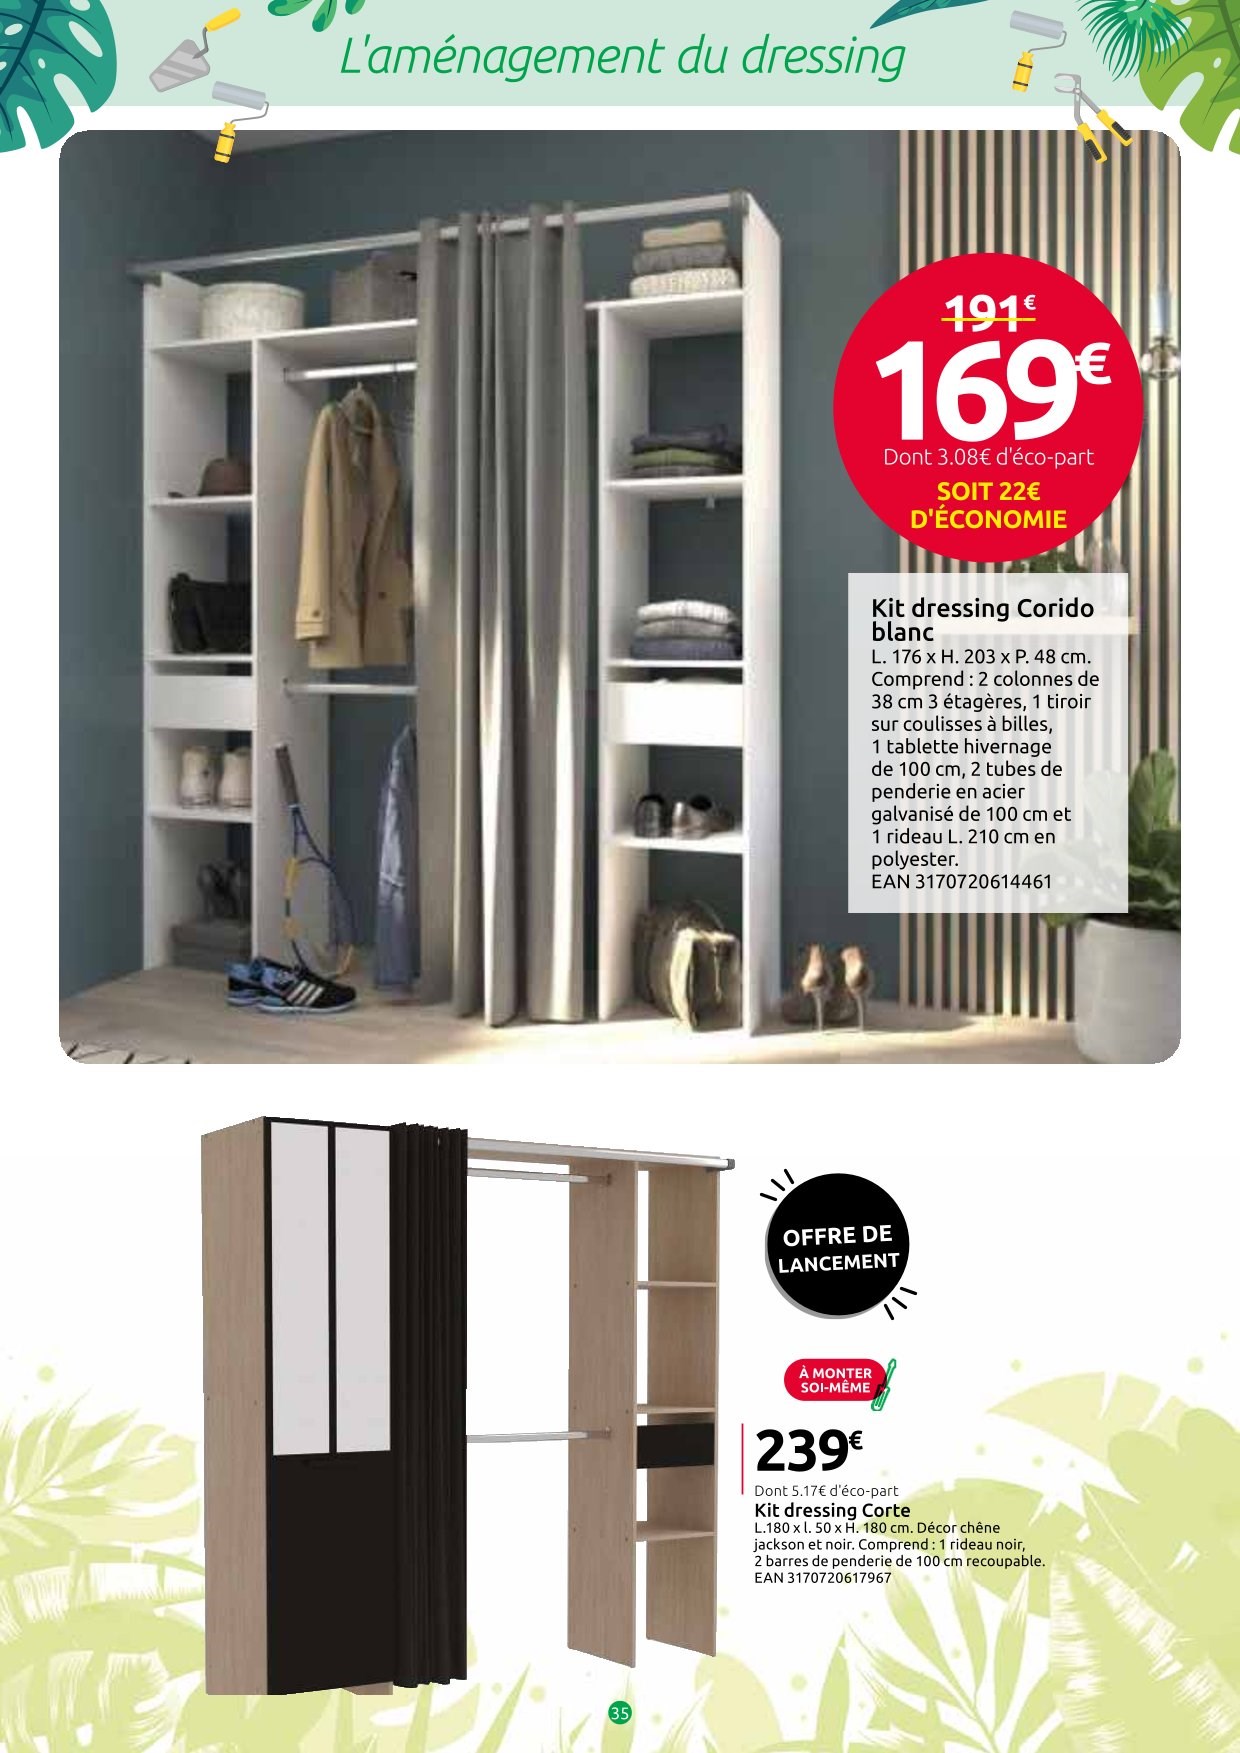 L'aménagement du dressing
191€
169€
Dont 3.08€ d'éco-part
SOIT 22€
D'ÉCONOMIE
Kit dressing Corido
blanc
L. 176 x H. 203 x P. 48 cm.
Comprend : 2 colonnes de
38 cm 3 étagères, 1 tiroir
sur coulisses à billes,
1 tablette hivernage
de 100 cm, 2 tubes de
penderie en acier
galvanisé de 100 cm et
1 rideau L. 210 cm en
polyester.
EAN 3170720614461
OFFRE DE
LANCEMENT
À MONTER
SOI-MÊME
239€
Dont 5.17€ d'éco-part
Kit dressing Corte
L.180 x l. 50 x H. 180 cm. Décor chêne
jackson et noir. Comprend : 1 rideau noir,
2 barres de penderie de 100 cm recoupable.
EAN 3170720617967
35